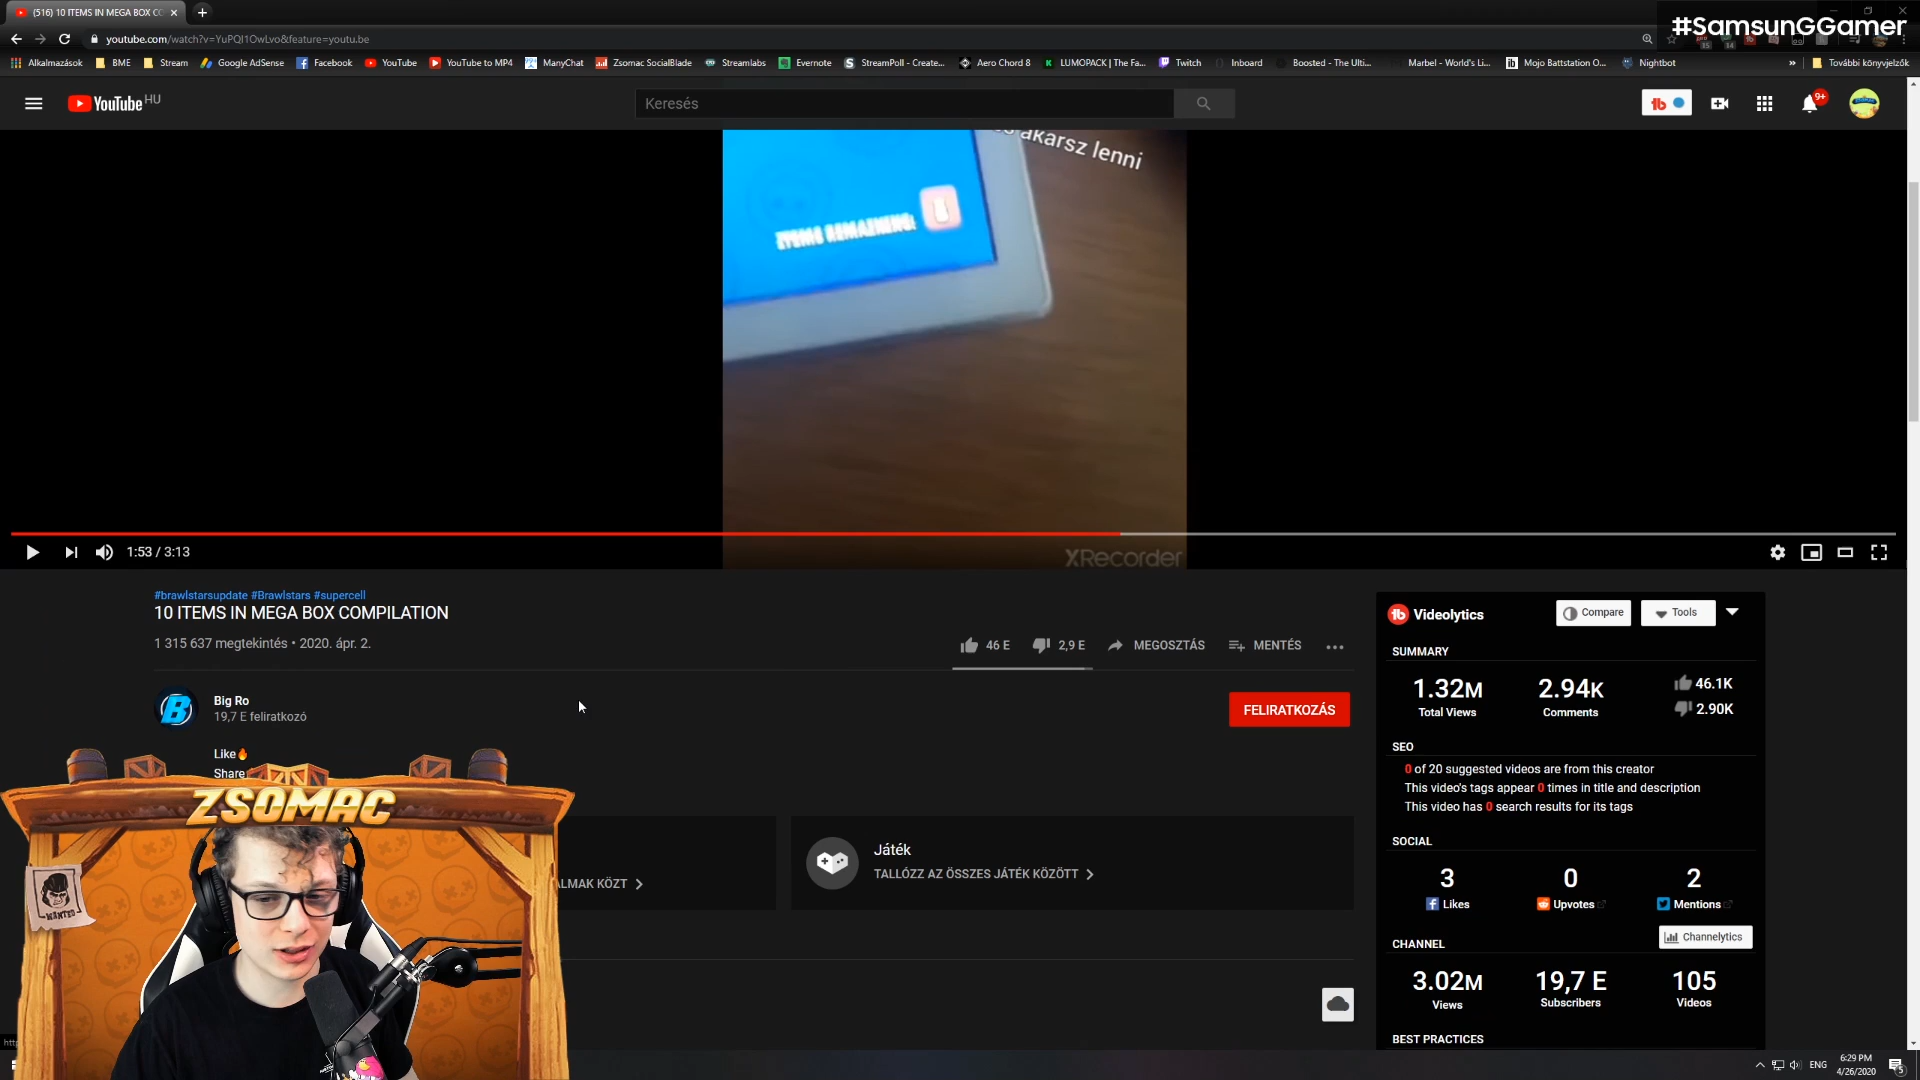 (516) 10 ITEMS IN MEGA BOX CO
#SamsunGGamer
youtube.com/watch?v=YuPQJ1OwLvo&feature=youtu.be
Alkalmazások BME Stream Google AdSense Facebook YouTube YouTube to MP4 ManyChat Zsomac SocialBlade Streamlabs Evernote StreamPoll - Create... Aero Chord 8 LUMOPACK | The Fa... Twitch Inboard Boosted - The Ulti... Marbel - World's Li... Mojo Battstation O... Nightbot » További könyvjelzők
YouTube HU
Keresés
9+
akarsz lenni
ITEMS REMAINING:
XRecorder
1:53 / 3:13
#brawlstarsupdate #Brawlstars #supercell
10 ITEMS IN MEGA BOX COMPILATION
1 315 637 megtekintés • 2020. ápr. 2.
46 E 2,9 E MEGOSZTÁS MENTÉS
Big Ro
19,7 E feliratkozó
FELIRATKOZÁS
Like
Share
ZSOMAC
WANTED
LMAK KÖZT
Játék
TALLÓZZ AZ ÖSSZES JÁTÉK KÖZÖTT
Videolytics Compare Tools
SUMMARY
1.32M 2.94K 46.1K
Total Views Comments 2.90K
SEO
0 of 20 suggested videos are from this creator
This video's tags appear 0 times in title and description
This video has 0 search results for its tags
SOCIAL
3 0 2
Likes Upvotes Mentions
CHANNEL Channelytics
3.02M 19,7 E 105
Views Subscribers Videos
BEST PRACTICES
ENG 6:29 PM
4/26/2020